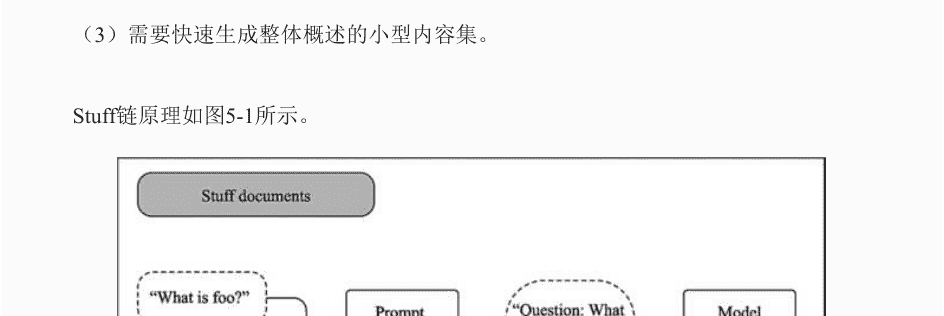 （3）需要快速生成整体概述的小型内容集。
Stuff链原理如图5-1所示。
Stuff documents
“What is foo?”
Prompt
“Question: What
Model